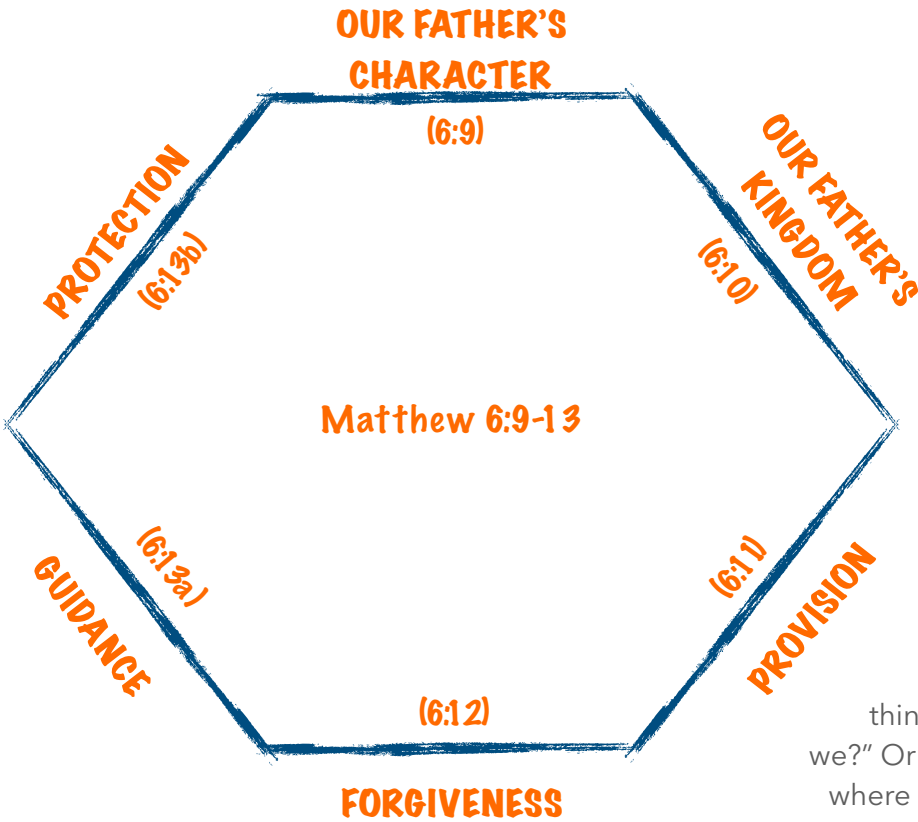 OUR FATHER'S
CHARACTER
(6:9)
OUR FATHER'S
KINGDOM
(6:10)
PROVISION
(6:11)
FORGIVENESS
(6:12)
GUIDANCE
(6:13a)
PROTECTION
(6:13b)
Matthew 6:9-13
we?” Or
where